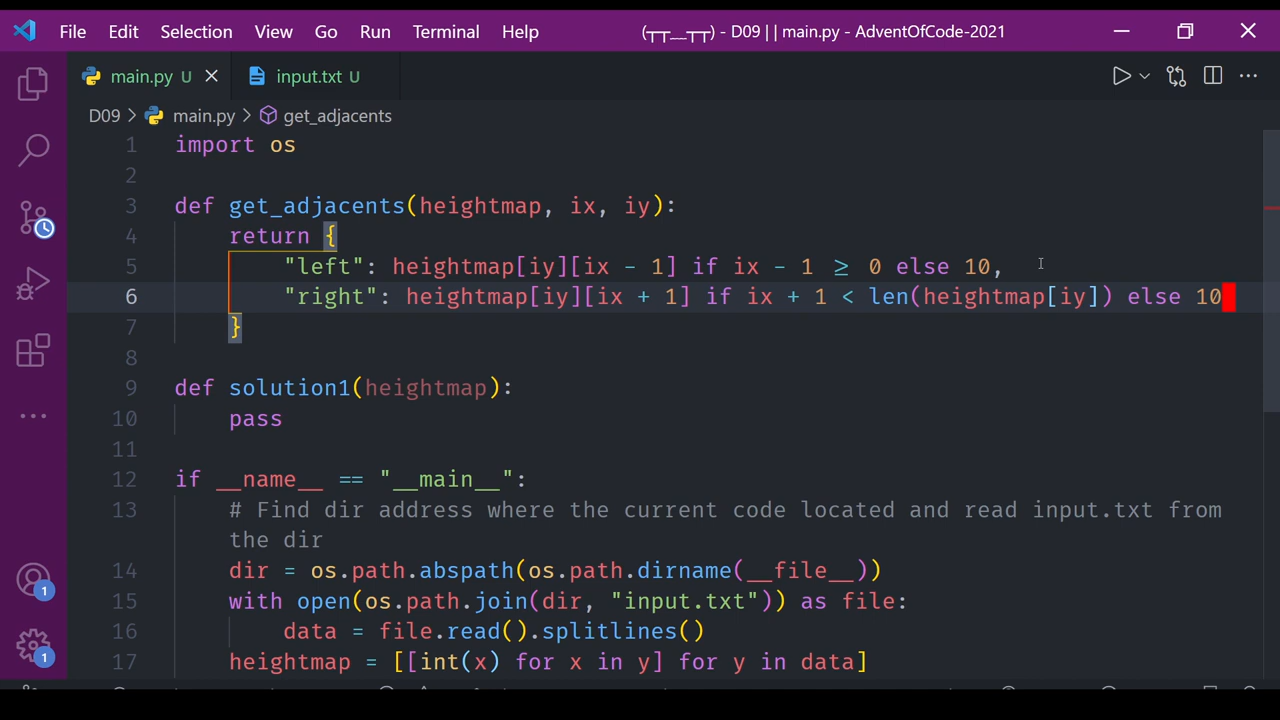 File Edit Selection View Go Run Terminal Help (┬┬﹏┬┬) - D09 | | main.py - AdventOfCode-2021
main.py U input.txt U
D09 > main.py > get_adjacents
1 import os
2
3 def get_adjacents(heightmap, ix, iy):
4 return {
5 "left": heightmap[iy][ix - 1] if ix - 1 ≥ 0 else 10,
6 "right": heightmap[iy][ix + 1] if ix + 1 < len(heightmap[iy]) else 10
7 }
8
9 def solution1(heightmap):
10 pass
11
12 if __name__ == "__main__":
13 # Find dir address where the current code located and read input.txt from
the dir
14 dir = os.path.abspath(os.path.dirname(__file__))
15 with open(os.path.join(dir, "input.txt")) as file:
16 data = file.read().splitlines()
17 heightmap = [[int(x) for x in y] for y in data]
1
1